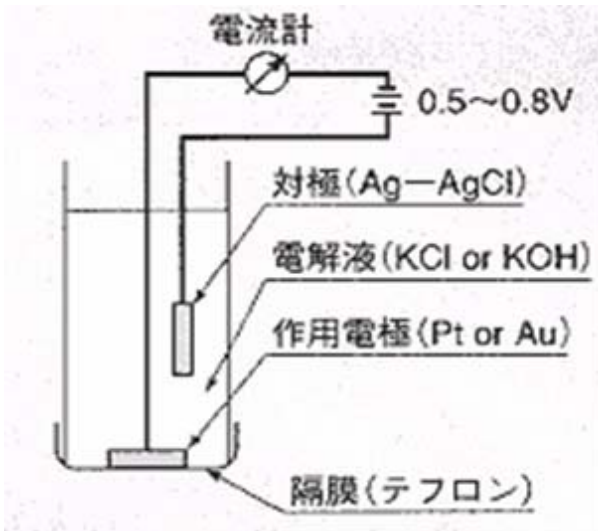 電流計
0.5～0.8V
対極(Ag－AgCl)
電解液(KCl or KOH)
作用電極(Pt or Au)
隔膜(テフロン)